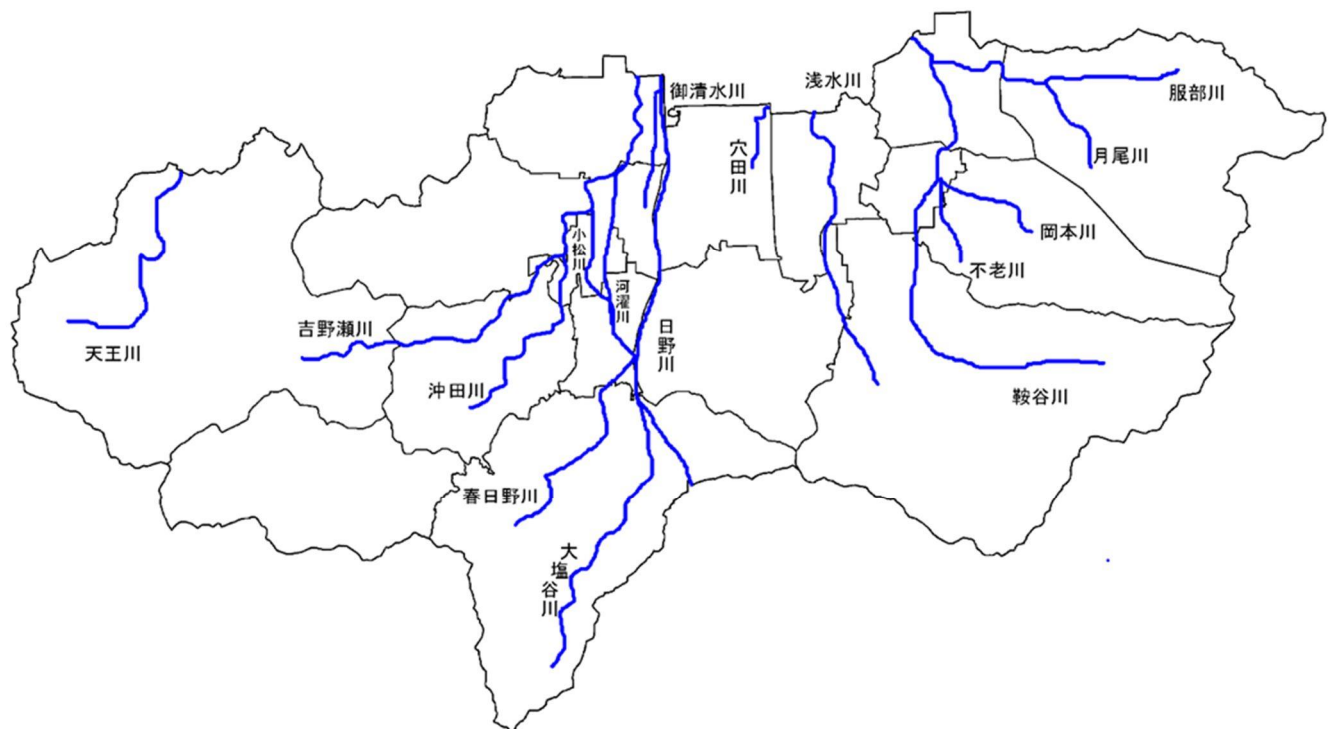 御清水川
浅水川
服部川
穴田川
月尾川
岡本川
小松川
不老川
河濯川
吉野瀬川
日野川
天王川
沖田川
鞍谷川
春日野川
大塩谷川